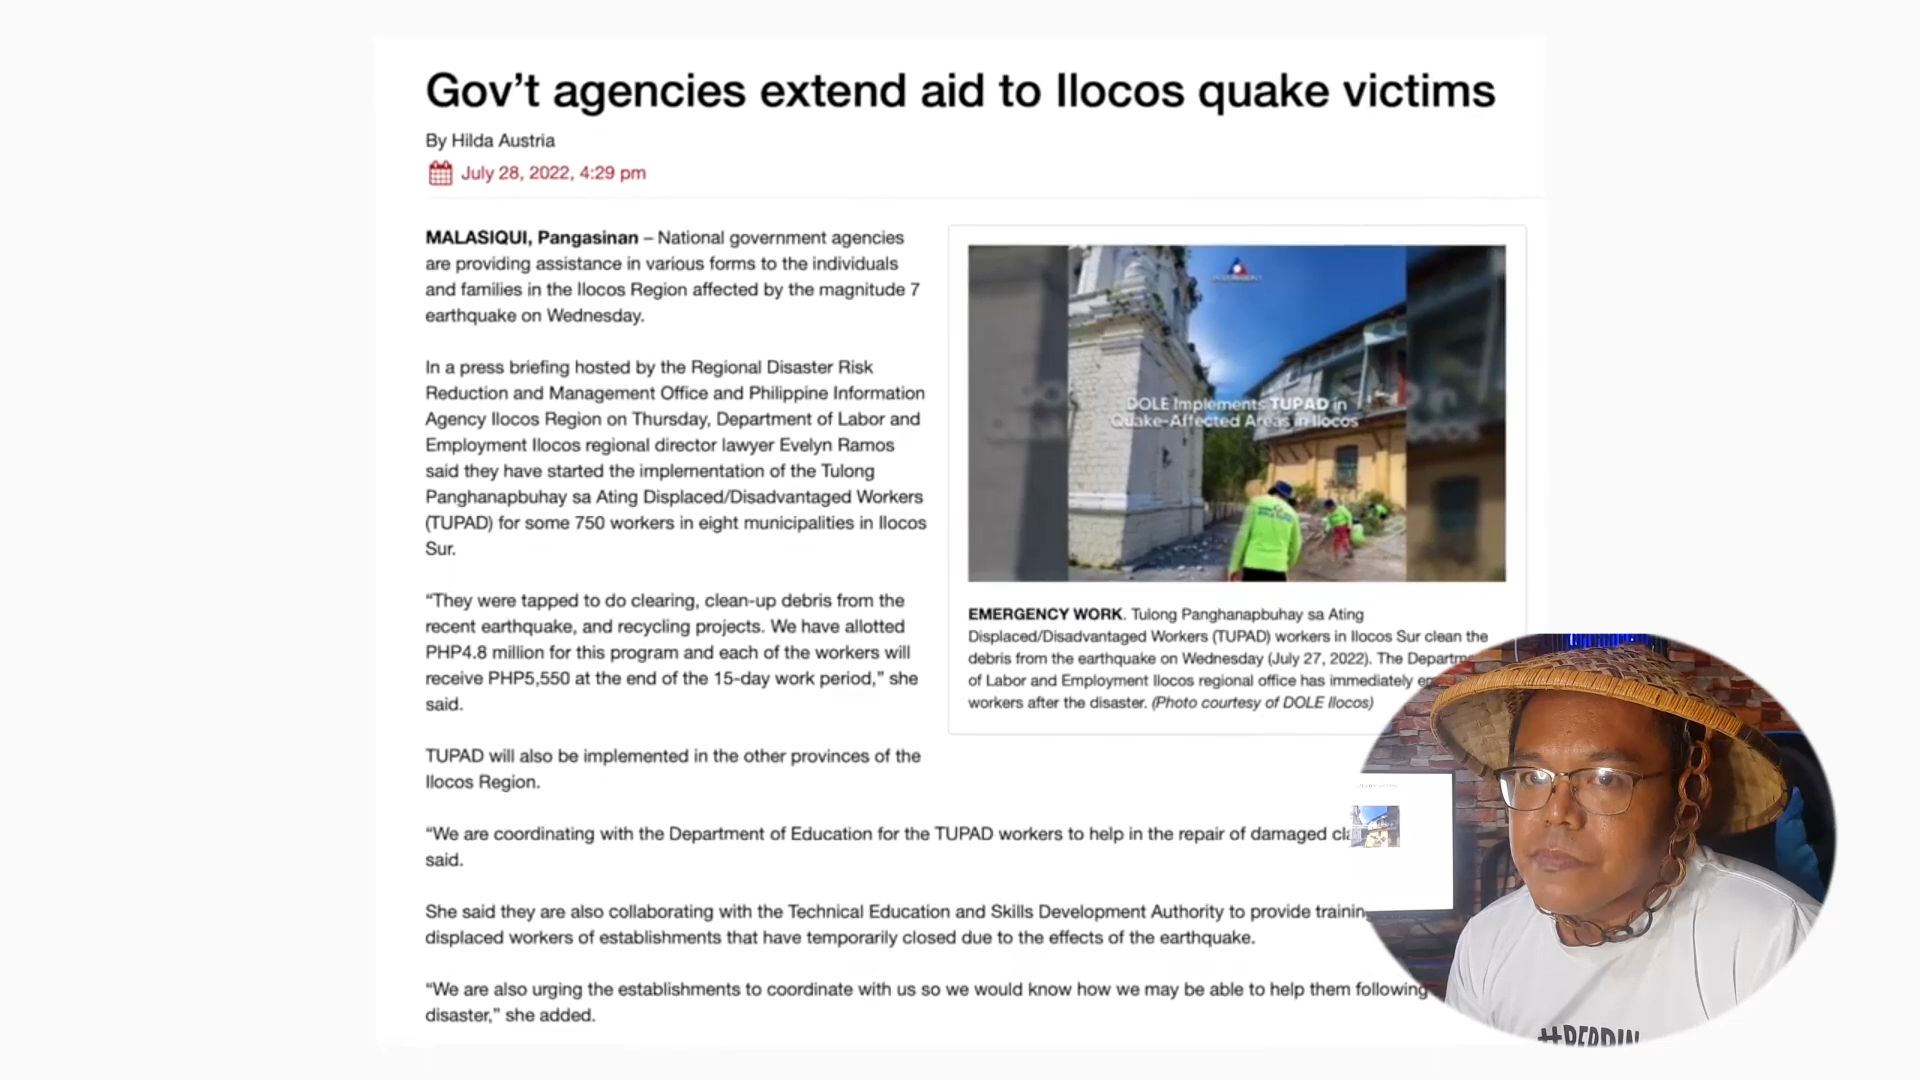 Gov't agencies extend aid to Ilocos quake victims
By Hilda Austria
July 28, 2022, 4:29 pm
MALASIQUI, Pangasinan – National government agencies
are providing assistance in various forms to the individuals
and families in the Ilocos Region affected by the magnitude 7
earthquake on Wednesday.
In a press briefing hosted by the Regional Disaster Risk
Reduction and Management Office and Philippine Information
Agency Ilocos Region on Thursday, Department of Labor and
Employment Ilocos regional director lawyer Evelyn Ramos
said they have started the implementation of the Tulong
Panghanapbuhay sa Ating Displaced/Disadvantaged Workers
(TUPAD) for some 750 workers in eight municipalities in Ilocos
Sur.
“They were tapped to do clearing, clean-up debris from the
recent earthquake, and recycling projects. We have allotted
PHP4.8 million for this program and each of the workers will
receive PHP5,550 at the end of the 15-day work period,” she
said.
TUPAD will also be implemented in the other provinces of the
Ilocos Region.
DOLE Implements TUPAD in
Quake-Affected Areas in Ilocos
EMERGENCY WORK. Tulong Panghanapbuhay sa Ating
Displaced/Disadvantaged Workers (TUPAD) workers in Ilocos Sur clean the
debris from the earthquake on Wednesday (July 27, 2022). The
of Labor and Employment Ilocos regional office has immediately
workers after the disaster. (Photo courtesy of DOLE Ilocos)
“We are coordinating with the Department of Education for the TUPAD workers to help in the repair of damaged
said.
She said they are also collaborating with the Technical Education and Skills Development Authority to provide
displaced workers of establishments that have temporarily closed due to the effects of the earthquake.
“We are also urging the establishments to coordinate with us so we would know how we may be able to help them following
disaster,” she added.